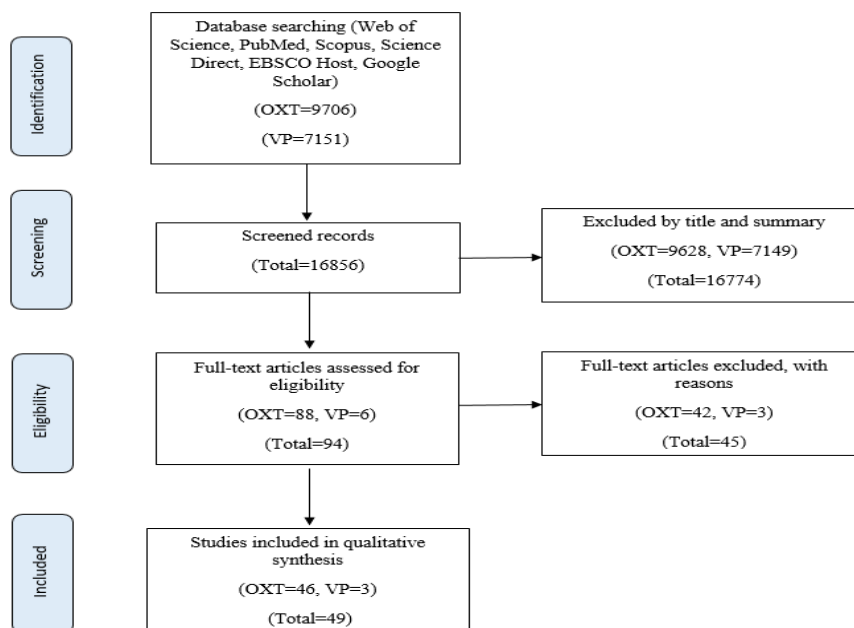 Identification
Database searching (Web of
Science, PubMed, Scopus, Science
Direct, EBSCO Host, Google
Scholar)
(OXT=9706)
(VP=7151)
Screening
Screened records
(Total=16856)
Excluded by title and summary
(OXT=9628, VP=7149)
(Total=16774)
Eligibility
Full-text articles assessed for
eligibility
(OXT=88, VP=6)
(Total=94)
Full-text articles excluded, with
reasons
(OXT=42, VP=3)
(Total=45)
Included
Studies included in qualitative
synthesis
(OXT=46, VP=3)
(Total=49)